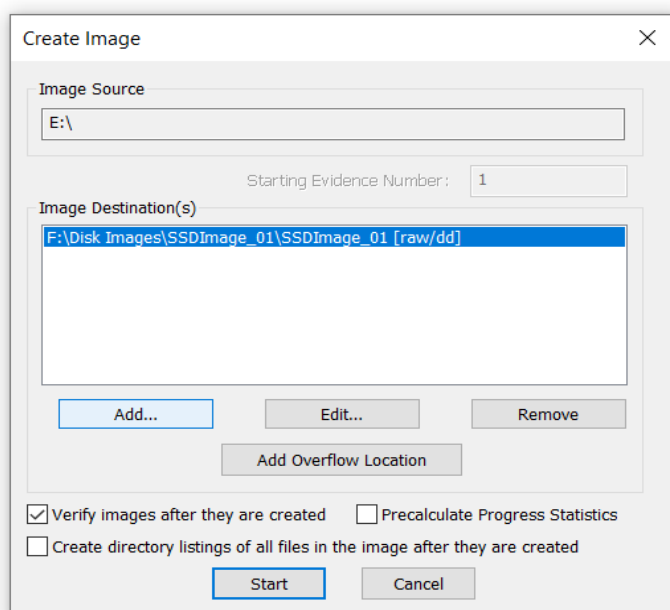 Create Image
Image Source
E:\
Starting Evidence Number: 1
Image Destination(s)
F:\Disk Images\SSDImage_01\SSDImage_01 [raw/dd]
Add... Edit... Remove
Add Overflow Location
Verify images after they are created Precalculate Progress Statistics
Create directory listings of all files in the image after they are created
Start Cancel